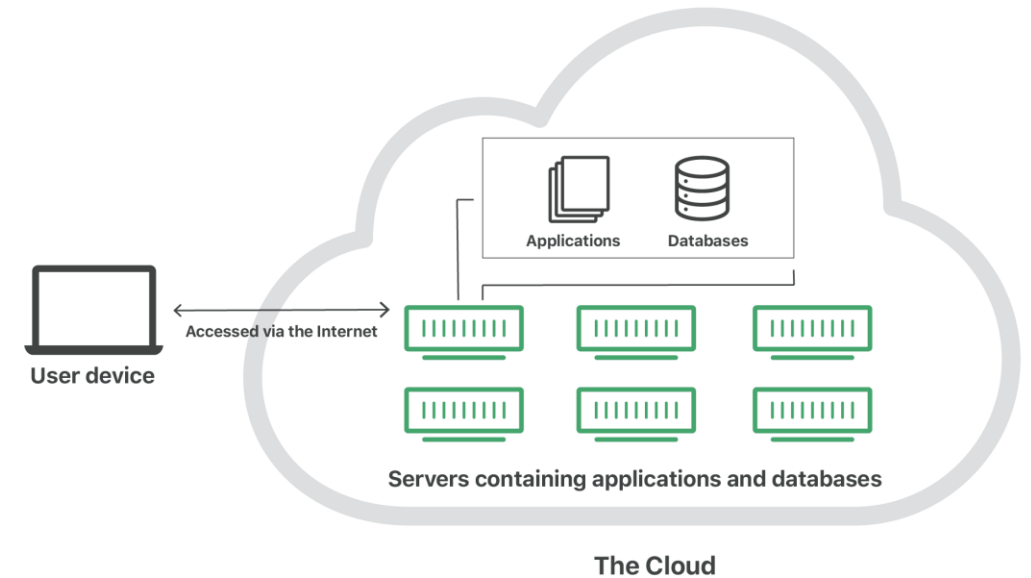 Applications
Databases
Accessed via the Internet
User device
Servers containing applications and databases
The Cloud